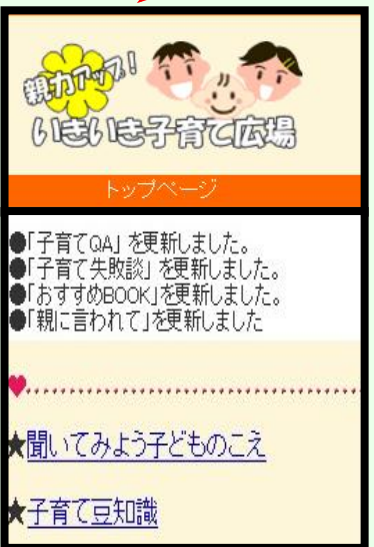 親力アップ!
いきいき子育て広場
トップページ
●「子育てQA」を更新しました。
●「子育て失敗談」を更新しました。
●「おすすめBOOK」を更新しました。
●「親に言われて」を更新しました
★聞いてみよう子どものこえ
★子育て豆知識